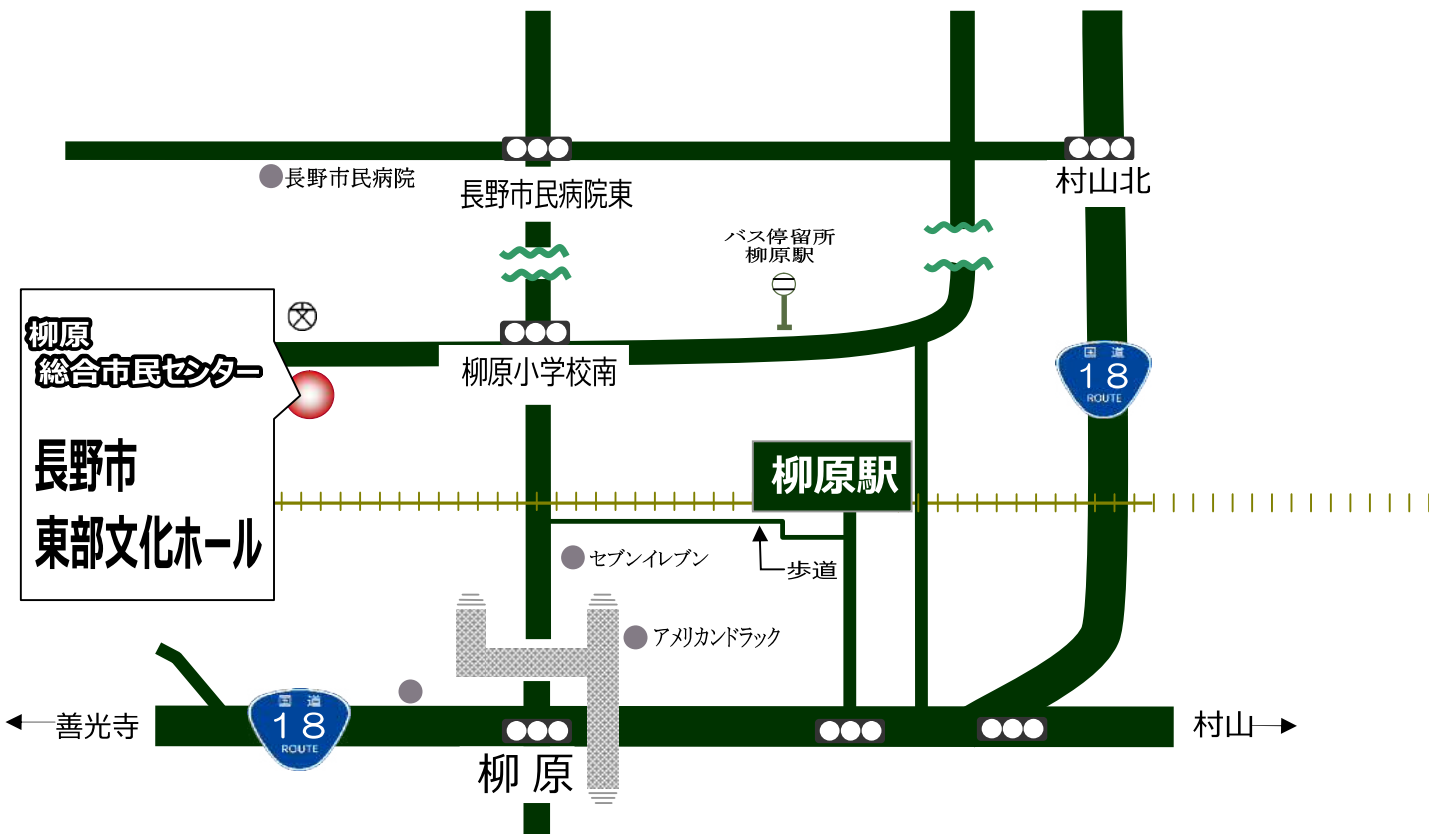 長野市民病院
長野市民病院東
村山北
バス停留所
柳原駅
文
柳原
総合市民センター
長野市
東部文化ホール
柳原小学校南
国道
18
ROUTE
柳原駅
セブンイレブン
歩道
アメリカンドラック
善光寺
国道
18
ROUTE
柳原
村山